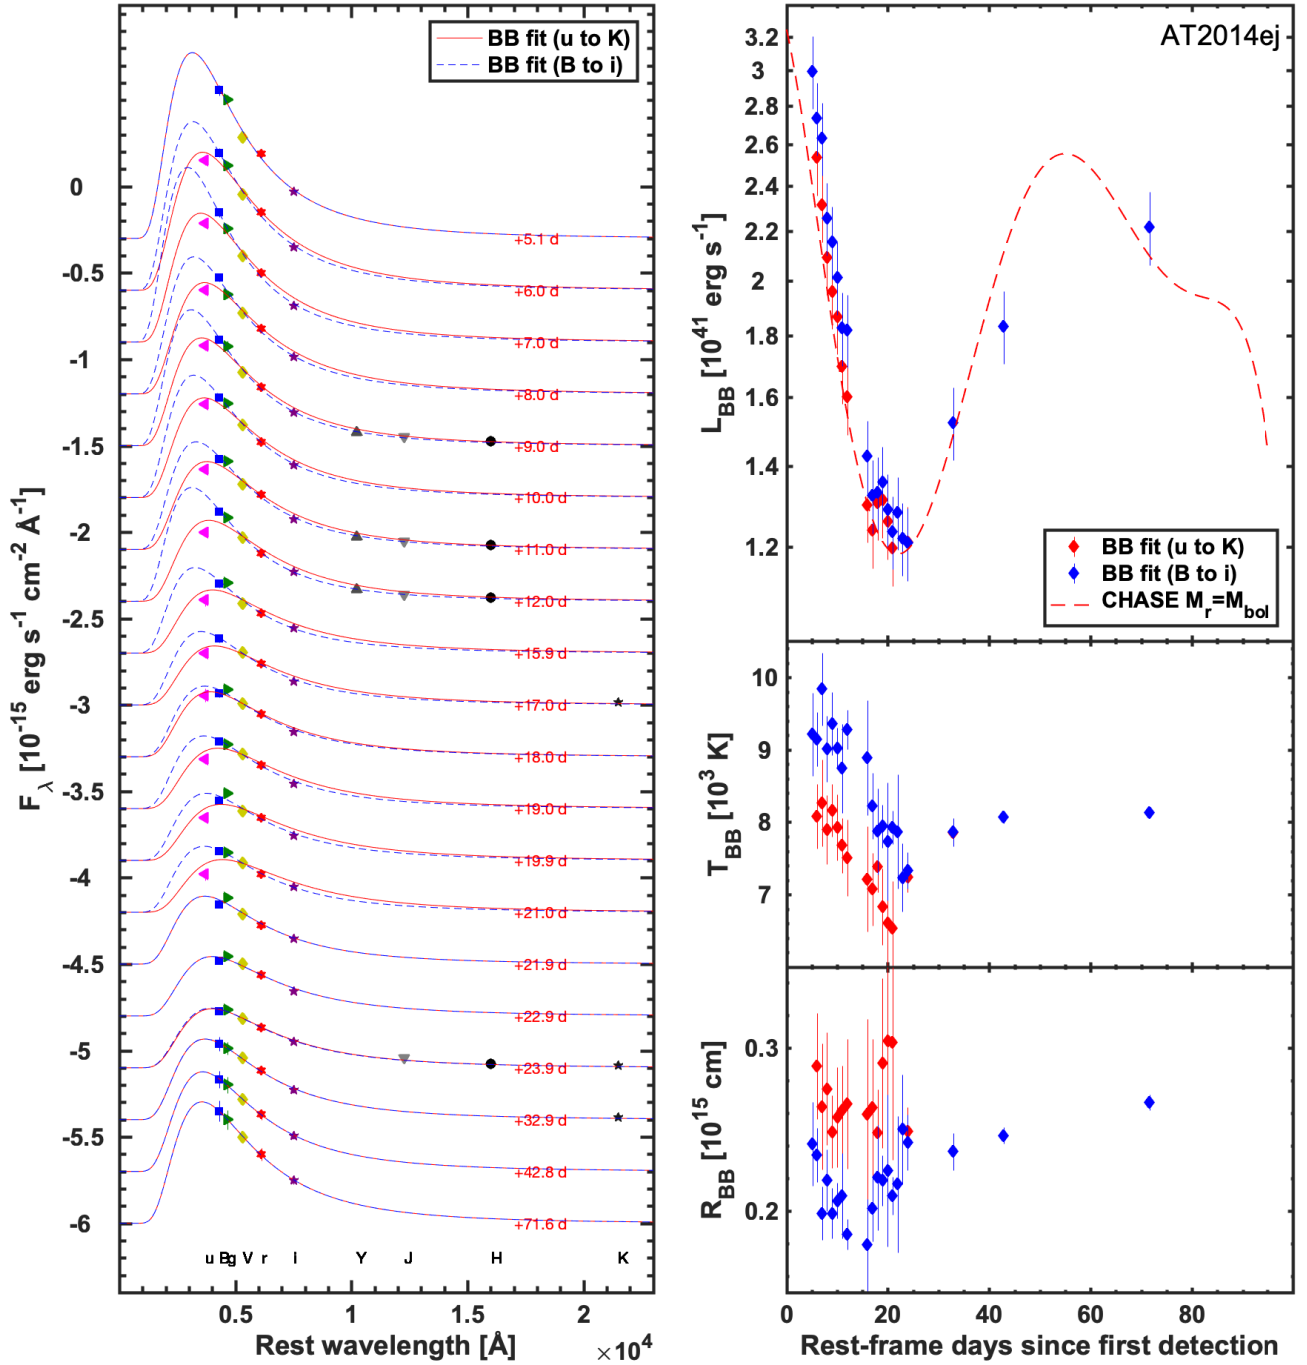 BB fit (u to K)
BB fit (B to i)
0
-0.5
-1
-1.5
-2
-2.5
-3
-3.5
-4
-4.5
-5
-5.5
-6
F_λ [10^-15 erg s^-1 cm^-2 Å^-1]
+5.1 d
+6.0 d
+7.0 d
+8.0 d
+9.0 d
+10.0 d
+11.0 d
+12.0 d
+15.9 d
+17.0 d
+18.0 d
+19.0 d
+19.9 d
+21.0 d
+21.9 d
+22.9 d
+23.9 d
+32.9 d
+42.8 d
+71.6 d
u B g V r i Y J H K
0.5 1 1.5 2
Rest wavelength [Å]
×10^4
AT2014ej
3.2
3
2.8
2.6
2.4
2.2
2
1.8
1.6
1.4
1.2
L_BB [10^41 erg s^-1]
BB fit (u to K)
BB fit (B to i)
CHASE M_r=M_bol
10
9
8
7
T_BB [10^3 K]
0.3
0.2
R_BB [10^15 cm]
0 20 40 60 80
Rest-frame days since first detection